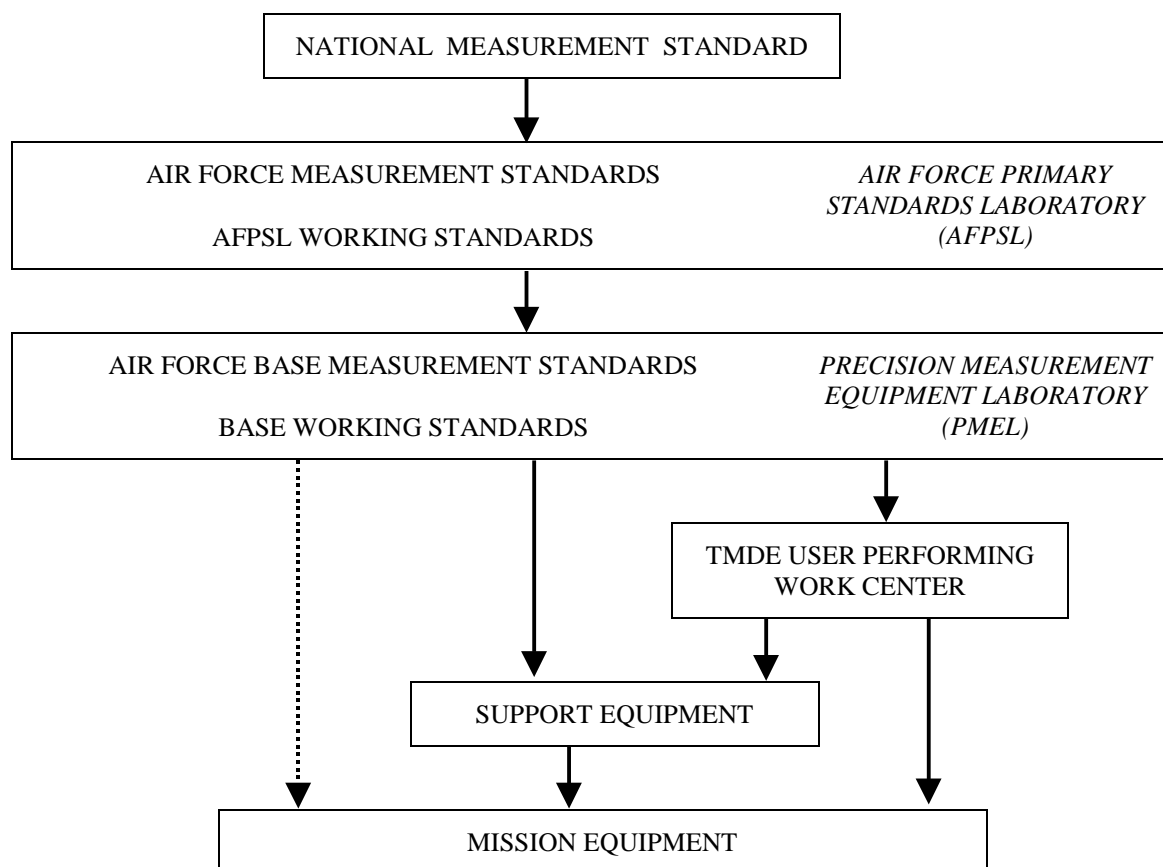 NATIONAL MEASUREMENT STANDARD
AIR FORCE MEASUREMENT STANDARDS
AFPSL WORKING STANDARDS
AIR FORCE PRIMARY
STANDARDS LABORATORY
(AFPSL)
AIR FORCE BASE MEASUREMENT STANDARDS
BASE WORKING STANDARDS
PRECISION MEASUREMENT
EQUIPMENT LABORATORY
(PMEL)
TMDE USER PERFORMING
WORK CENTER
SUPPORT EQUIPMENT
MISSION EQUIPMENT